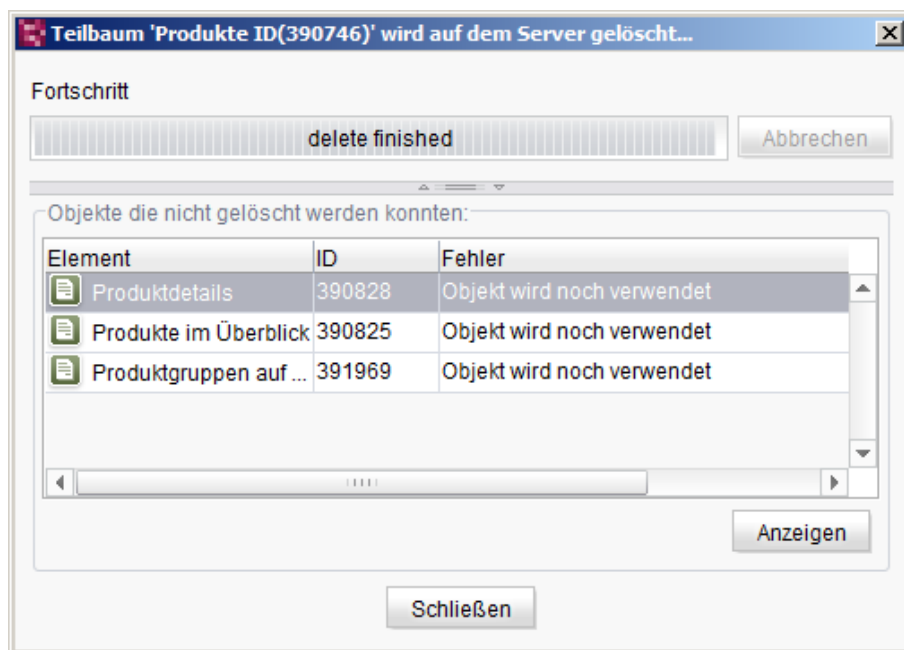 Teilbaum 'Produkte ID(390746)' wird auf dem Server gelöscht...
Fortschritt
delete finished Abbrechen
Objekte die nicht gelöscht werden konnten:
Element ID Fehler
Produktdetails 390828 Objekt wird noch verwendet
Produkte im Überblick 390825 Objekt wird noch verwendet
Produktgruppen auf ... 391969 Objekt wird noch verwendet
Anzeigen
Schließen